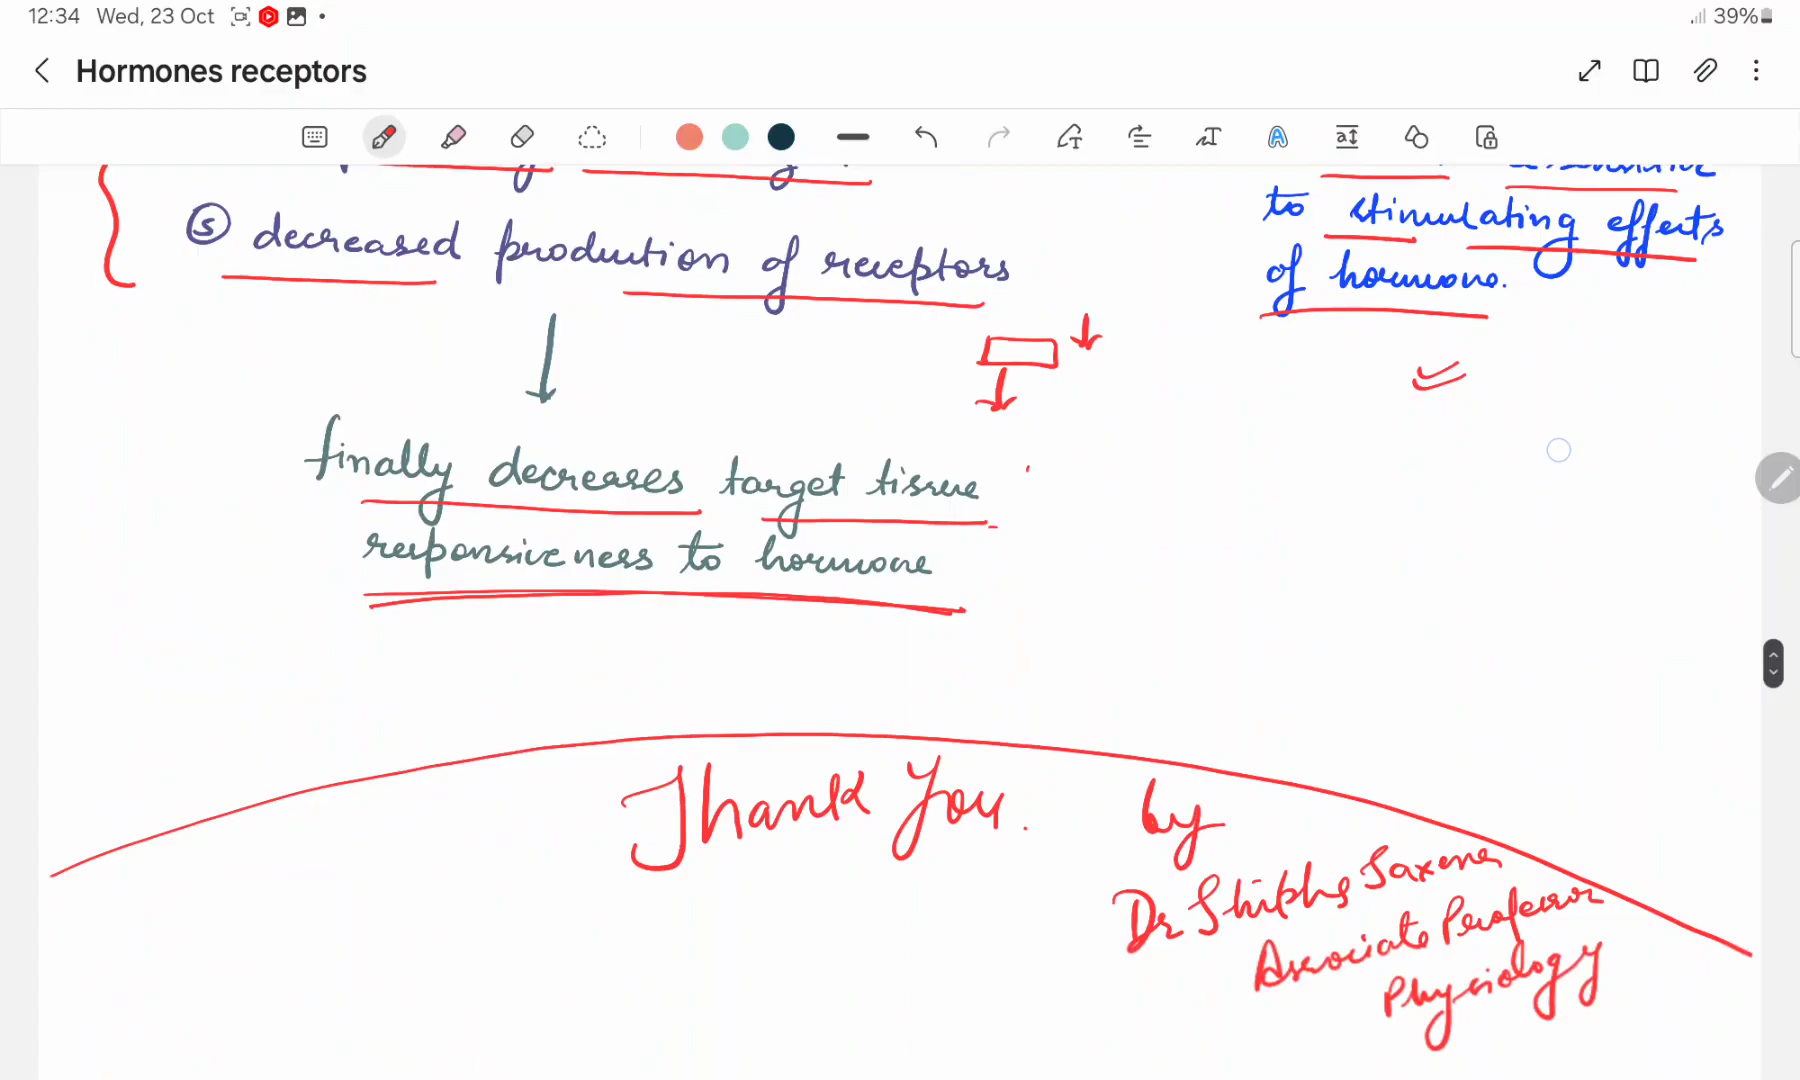 12:34 Wed, 23 Oct
39%
Hormones receptors
⑤ decreased production of receptors
finally decreases target tissue
responsiveness to hormone
to stimulating effects
of hormone.
Thank You. by
Dr Shikha Saxena
Associate Professor
Physiology